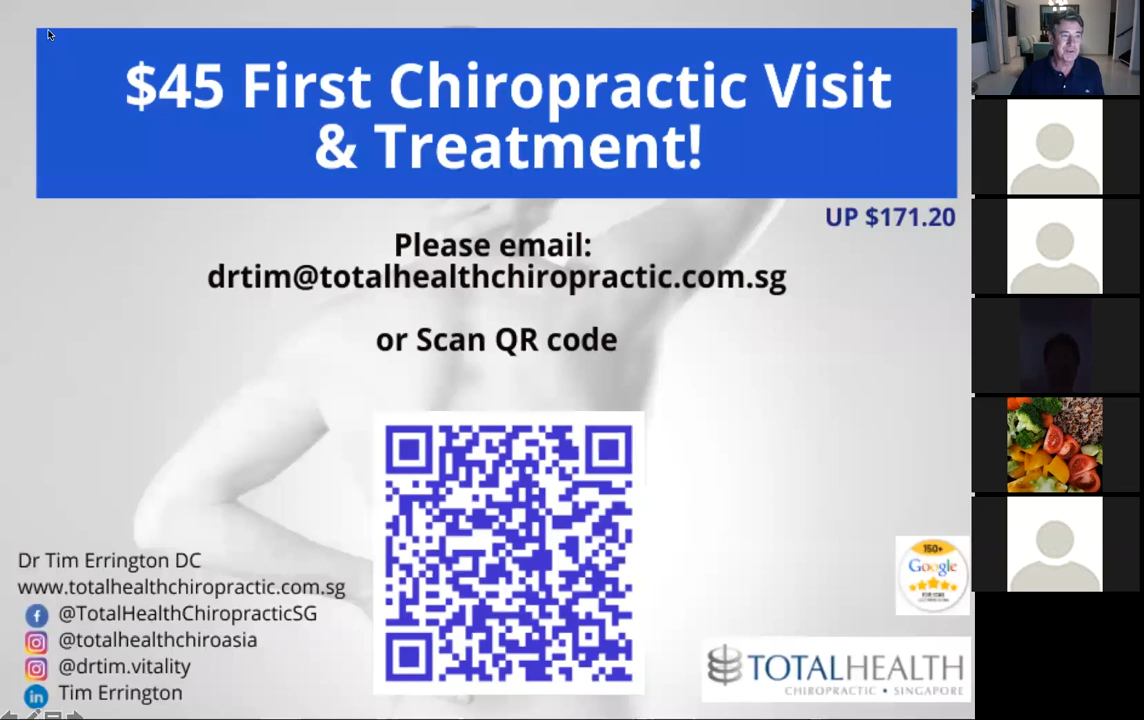 $45 First Chiropractic Visit
& Treatment!
UP $171.20
Please email:
drtim@totalhealthchiropractic.com.sg
or Scan QR code
Dr Tim Errington DC
www.totalhealthchiropractic.com.sg
@TotalHealthChiropracticSG
@totalhealthchiroasia
@drtim.vitality
in Tim Errington
150+
Google
TOTALHEALTH
CHIROPRACTIC • SINGAPORE